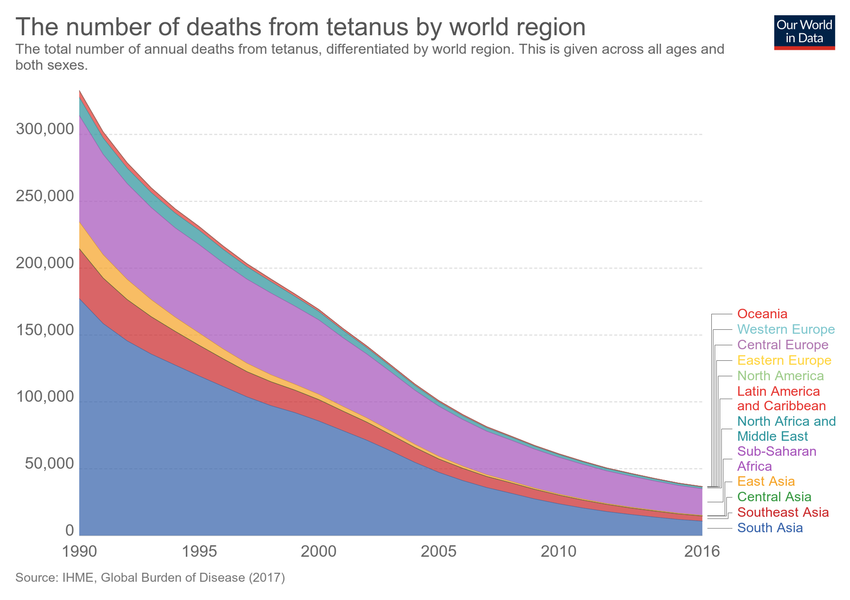 The number of deaths from tetanus by world region
Our World
in Data
The total number of annual deaths from tetanus, differentiated by world region. This is given across all ages and
both sexes.
300,000
250,000
200,000
150,000
100,000
50,000
0
1990
1995
2000
2005
2010
2016
Oceania
Western Europe
Central Europe
Eastern Europe
North America
Latin America
and Caribbean
North Africa and
Middle East
Sub-Saharan
Africa
East Asia
Central Asia
Southeast Asia
South Asia
Source: IHME, Global Burden of Disease (2017)